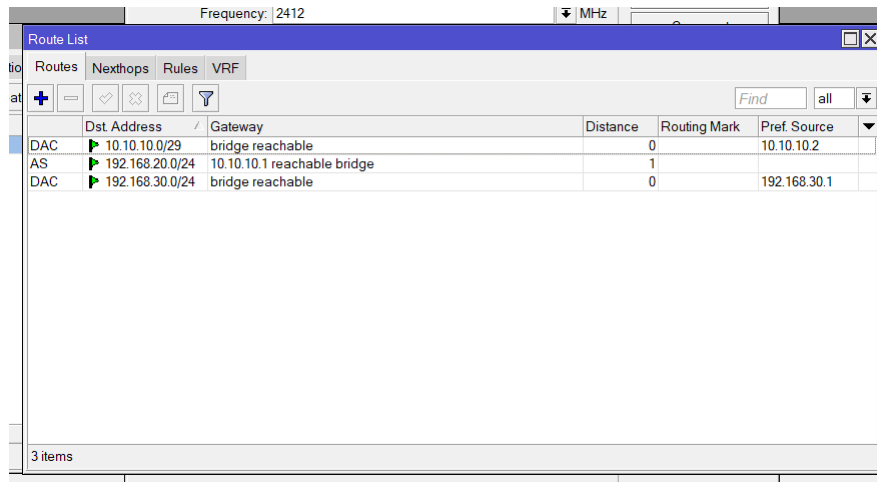 Frequency: 2412 MHz
Route List
Routes Nexthops Rules VRF
Find all
Dst. Address Gateway Distance Routing Mark Pref. Source
DAC 10.10.10.0/29 bridge reachable 0 10.10.10.2
AS 192.168.20.0/24 10.10.10.1 reachable bridge 1
DAC 192.168.30.0/24 bridge reachable 0 192.168.30.1
3 items